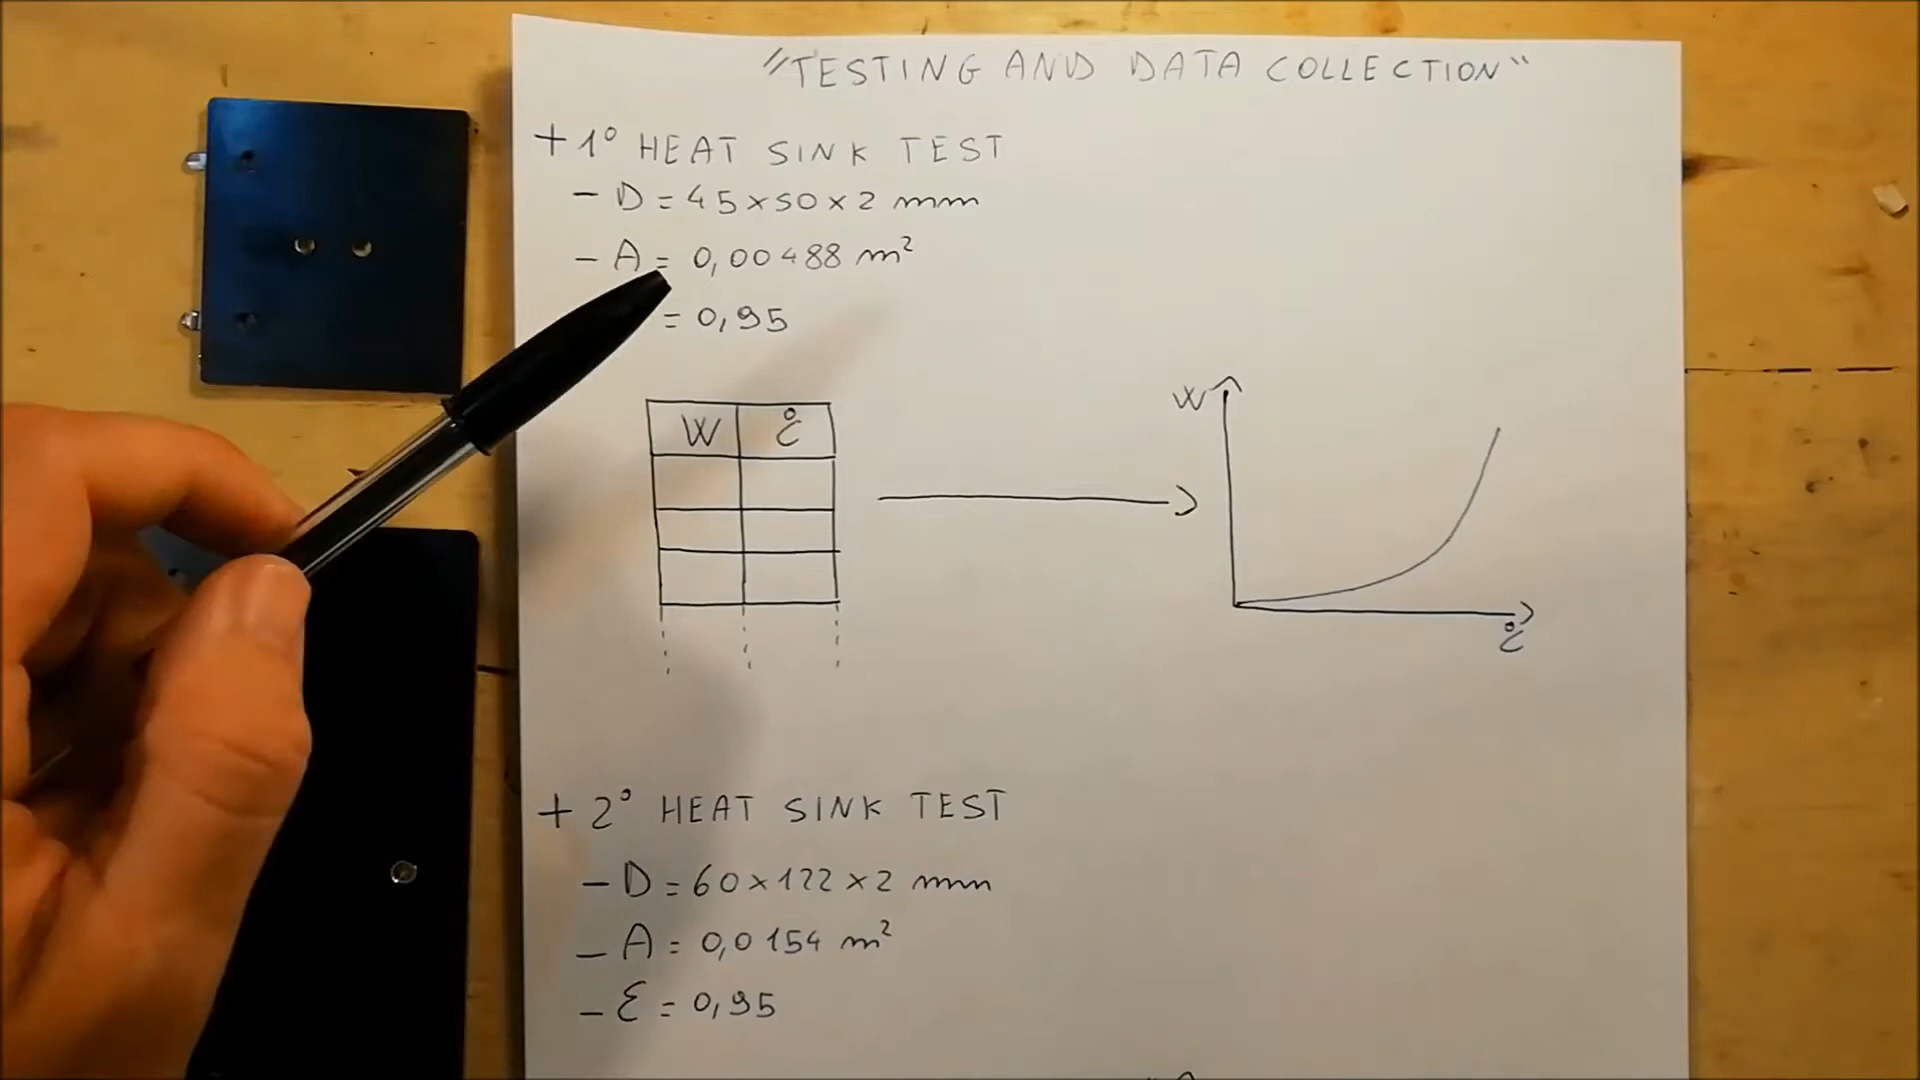 "TESTING AND DATA COLLECTION"
+ 1° HEAT SINK TEST
- D = 45 x 50 x 2 mm
- A = 0,00488 m²
= 0,95
W °C
W
°C
+ 2° HEAT SINK TEST
- D = 60 x 122 x 2 mm
- A = 0,0154 m²
- Ɛ = 0,95